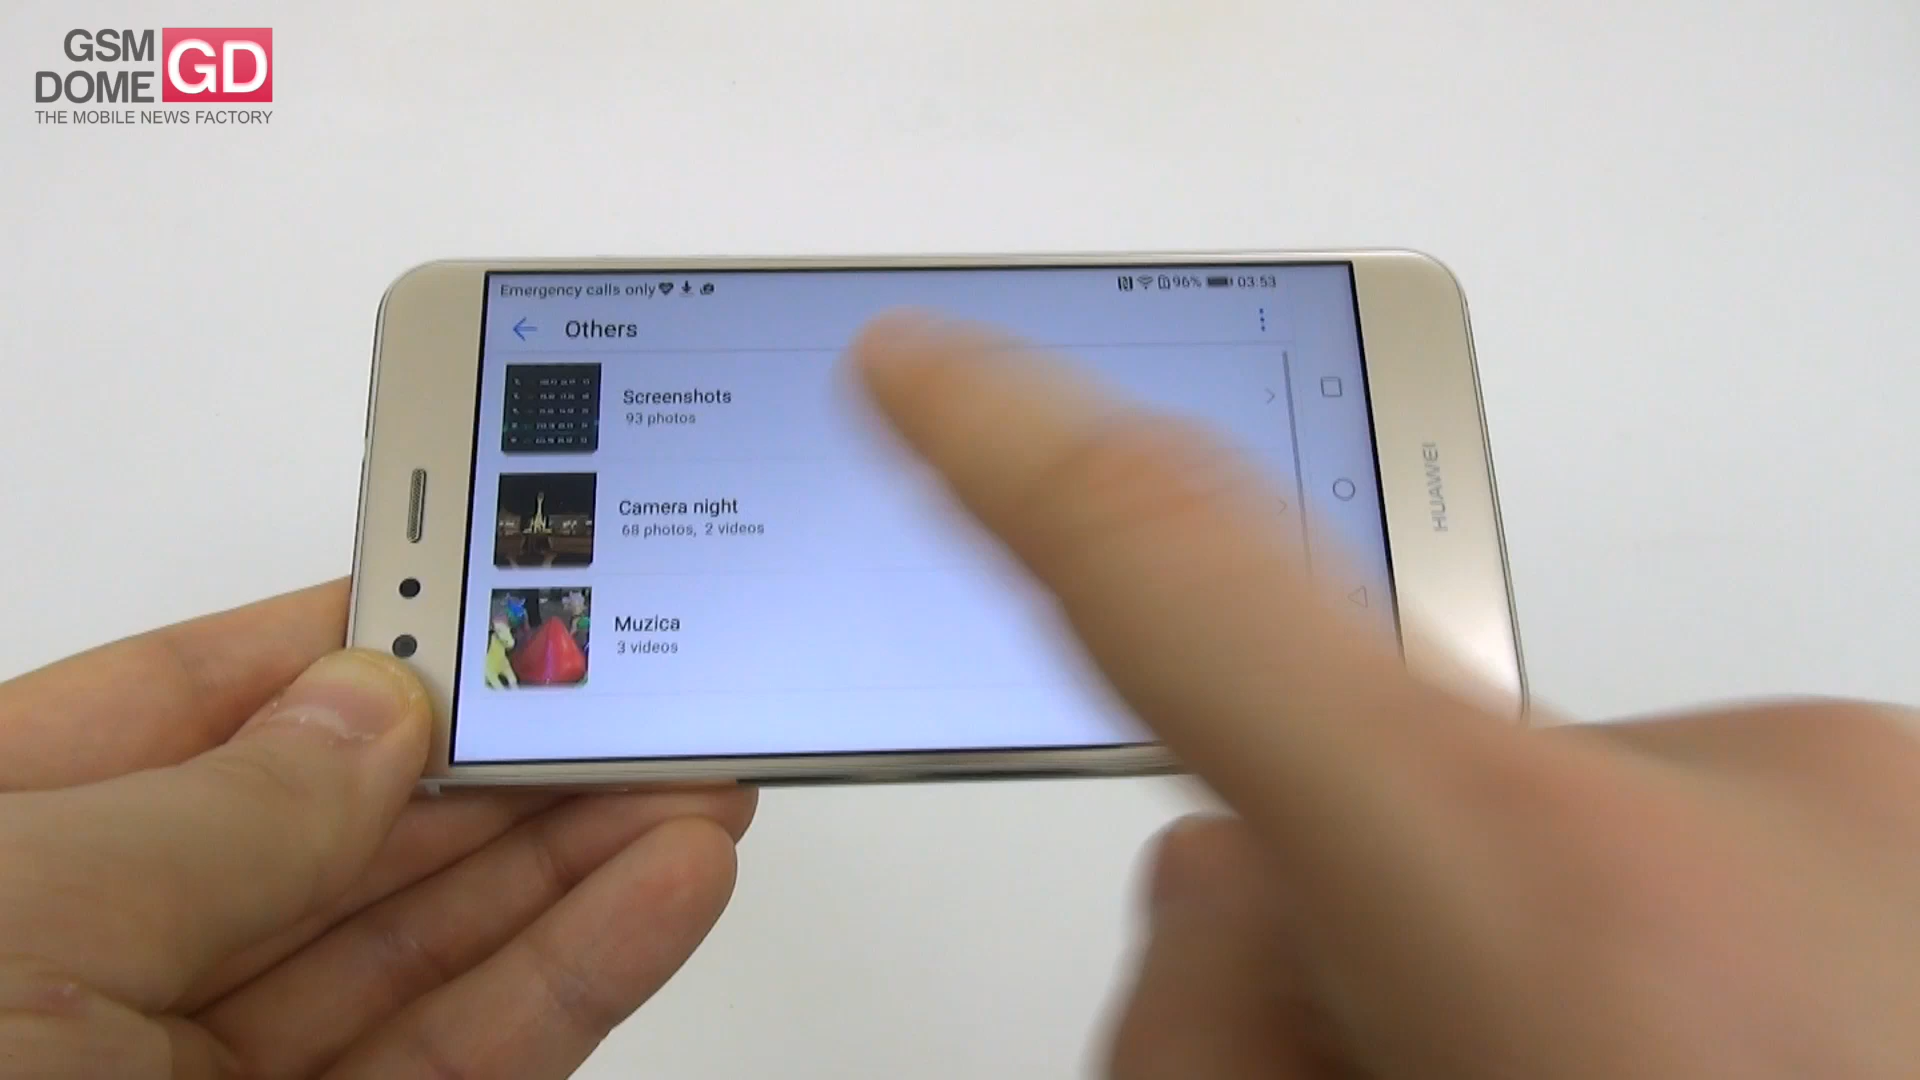 GSM
DOME
GD
THE MOBILE NEWS FACTORY
Emergency calls only
96% 03:53
Others
Screenshots
93 photos
Camera night
68 photos, 2 videos
Muzica
3 videos
HUAWEI